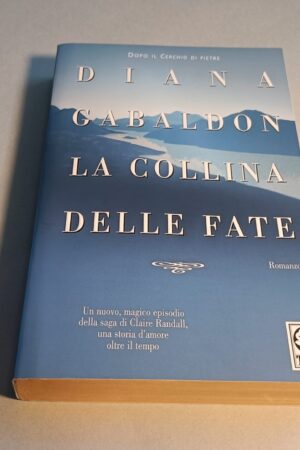 DOPO IL CERCHIO DI PIETRE
DIANA
GABALDON
LA COLLINA
DELLE FATE
Romanzo
Un nuovo, magico episodio
della saga di Claire Randall,
una storia d'amore
oltre il tempo